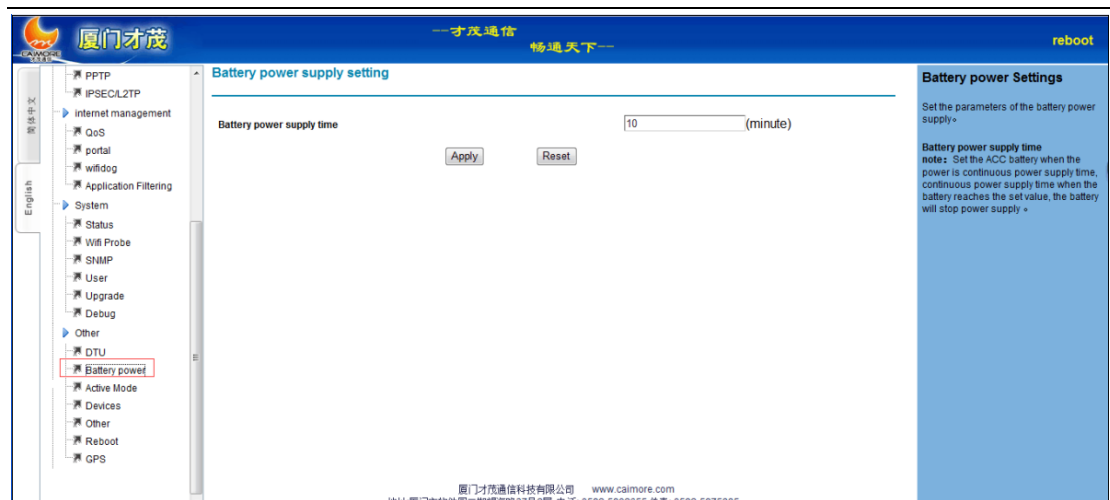 CAIMORE
厦门才茂
--才茂通信
畅通天下--
reboot
简体中文
English
PPTP
IPSEC/L2TP
internet management
QoS
portal
wifidog
Application Filtering
System
Status
Wifi Probe
SNMP
User
Upgrade
Debug
Other
DTU
Battery power
Active Mode
Devices
Other
Reboot
GPS
Battery power supply setting
Battery power supply time
10
(minute)
Apply
Reset
Battery power Settings
Set the parameters of the battery power
supply。
Battery power supply time
note：Set the ACC battery when the
power is continuous power supply time,
continuous power supply time when the
battery reaches the set value, the battery
will stop power supply 。
厦门才茂通信科技有限公司 www.caimore.com